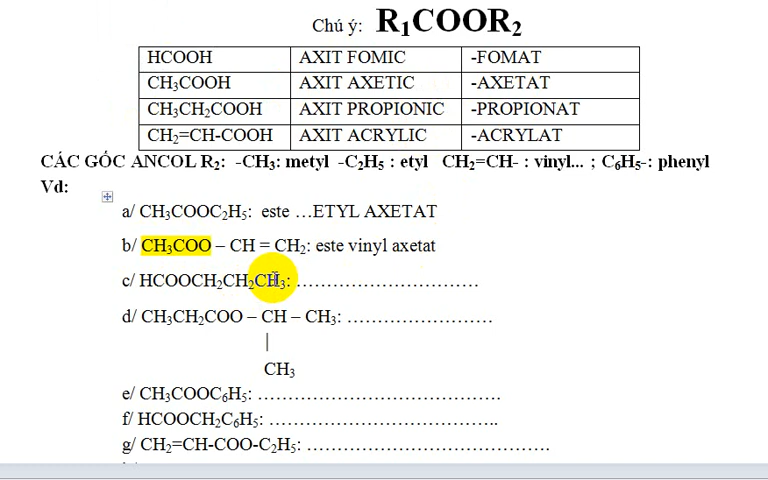 Chú ý: R₁COOR₂
HCOOH AXIT FOMIC -FOMAT
CH₃COOH AXIT AXETIC -AXETAT
CH₃CH₂COOH AXIT PROPIONIC -PROPIONAT
CH₂=CH-COOH AXIT ACRYLIC -ACRYLAT
CÁC GỐC ANCOL R₂: -CH₃: metyl -C₂H₅ : etyl CH₂=CH- : vinyl... ; C₆H₅-: phenyl
Vd:
a/ CH₃COOC₂H₅: este …ETYL AXETAT
b/ CH₃COO – CH = CH₂: este vinyl axetat
c/ HCOOCH₂CH₂CH₃: …………………………
d/ CH₃CH₂COO – CH – CH₃: ……………………
|
CH₃
e/ CH₃COOC₆H₅: ………………………………….
f/ HCOOCH₂C₆H₅: ………………………………..
g/ CH₂=CH-COO-C₂H₅: ………………………………….